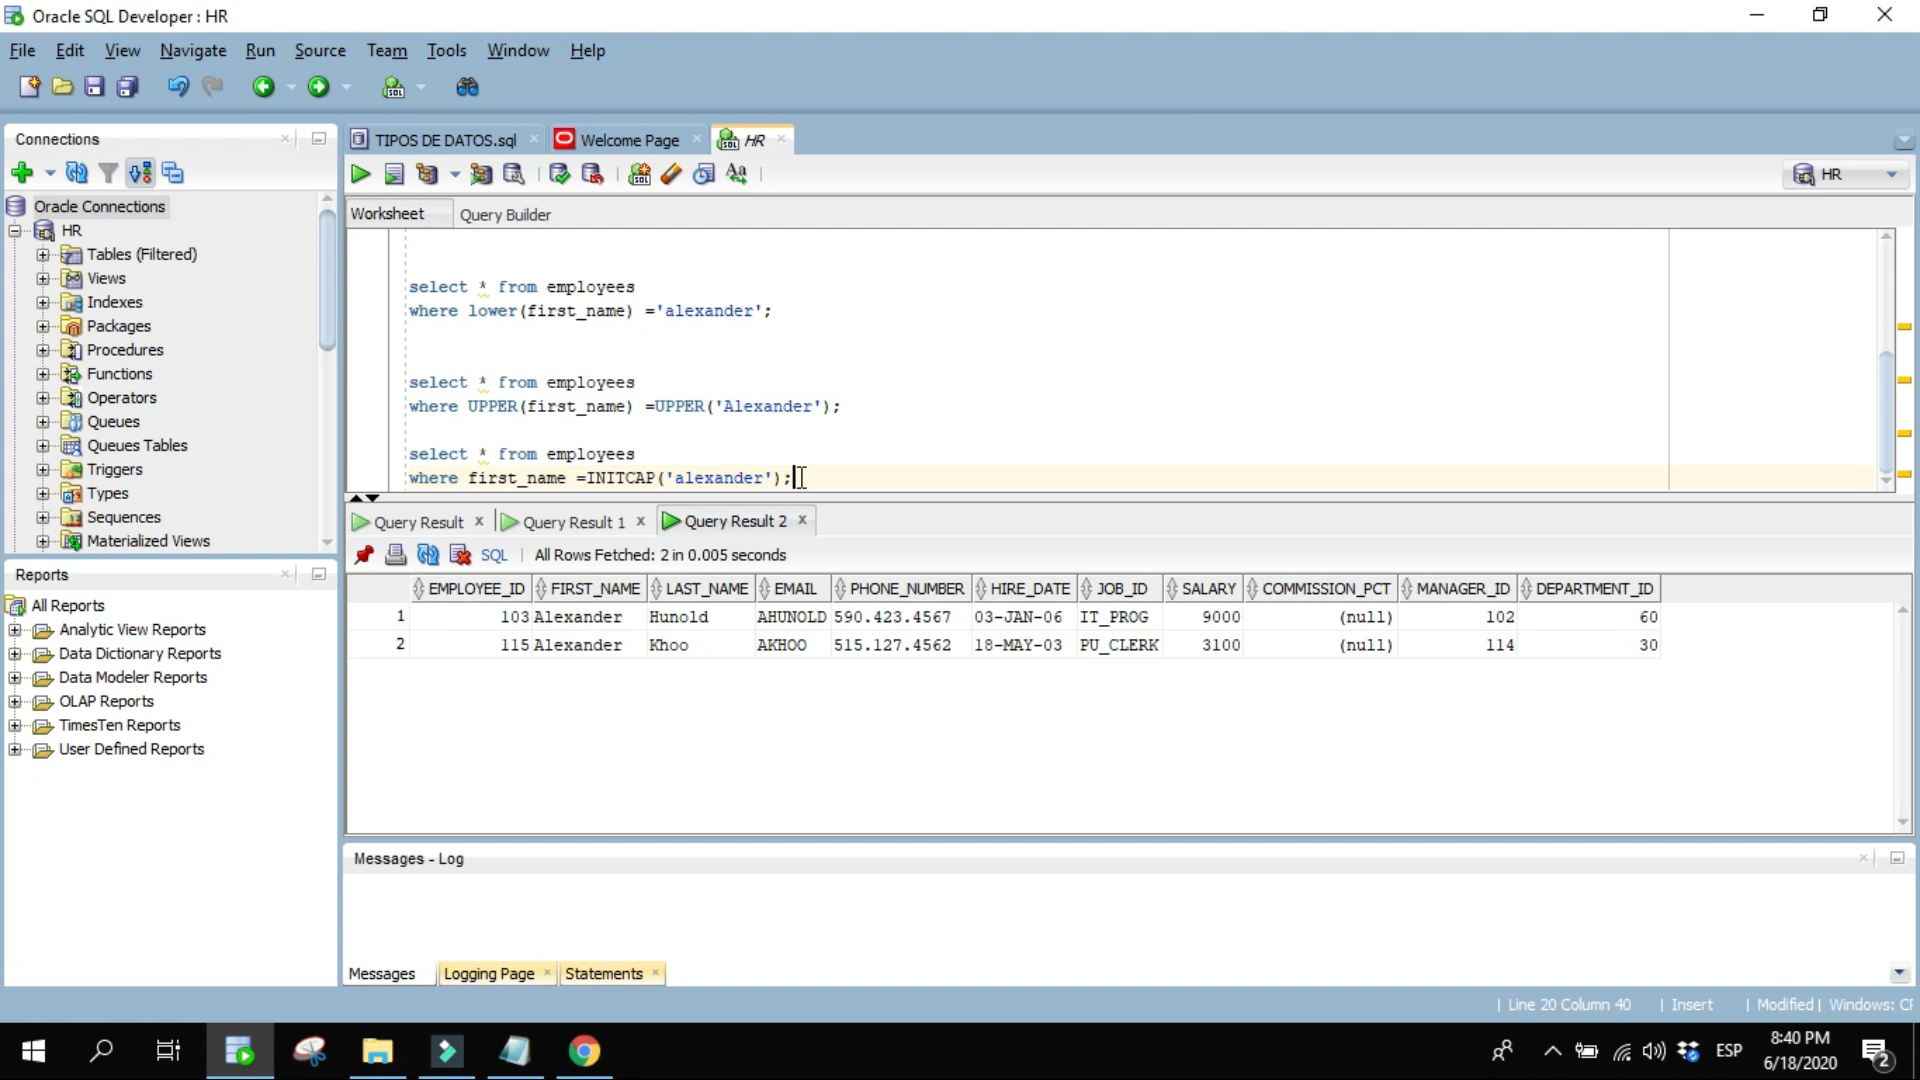 Oracle SQL Developer : HR
File Edit View Navigate Run Source Team Tools Window Help
Connections
Oracle Connections
HR
Tables (Filtered)
Views
Indexes
Packages
Procedures
Functions
Operators
Queues
Queues Tables
Triggers
Types
Sequences
Materialized Views
Reports
All Reports
Analytic View Reports
Data Dictionary Reports
Data Modeler Reports
OLAP Reports
TimesTen Reports
User Defined Reports
TIPOS DE DATOS.sql Welcome Page HR
HR
Worksheet Query Builder
select * from employees
where lower(first_name) ='alexander';
select * from employees
where UPPER(first_name) =UPPER('Alexander');
select * from employees
where first_name =INITCAP('alexander');
Query Result Query Result 1 Query Result 2
SQL | All Rows Fetched: 2 in 0.005 seconds
EMPLOYEE_ID FIRST_NAME LAST_NAME EMAIL PHONE_NUMBER HIRE_DATE JOB_ID SALARY COMMISSION_PCT MANAGER_ID DEPARTMENT_ID
1 103 Alexander Hunold AHUNOLD 590.423.4567 03-JAN-06 IT_PROG 9000 (null) 102 60
2 115 Alexander Khoo AKHOO 515.127.4562 18-MAY-03 PU_CLERK 3100 (null) 114 30
Messages - Log
Messages Logging Page Statements
| Line 20 Column 40 | Insert | Modified | Windows: CF
ESP
8:40 PM
6/18/2020
2